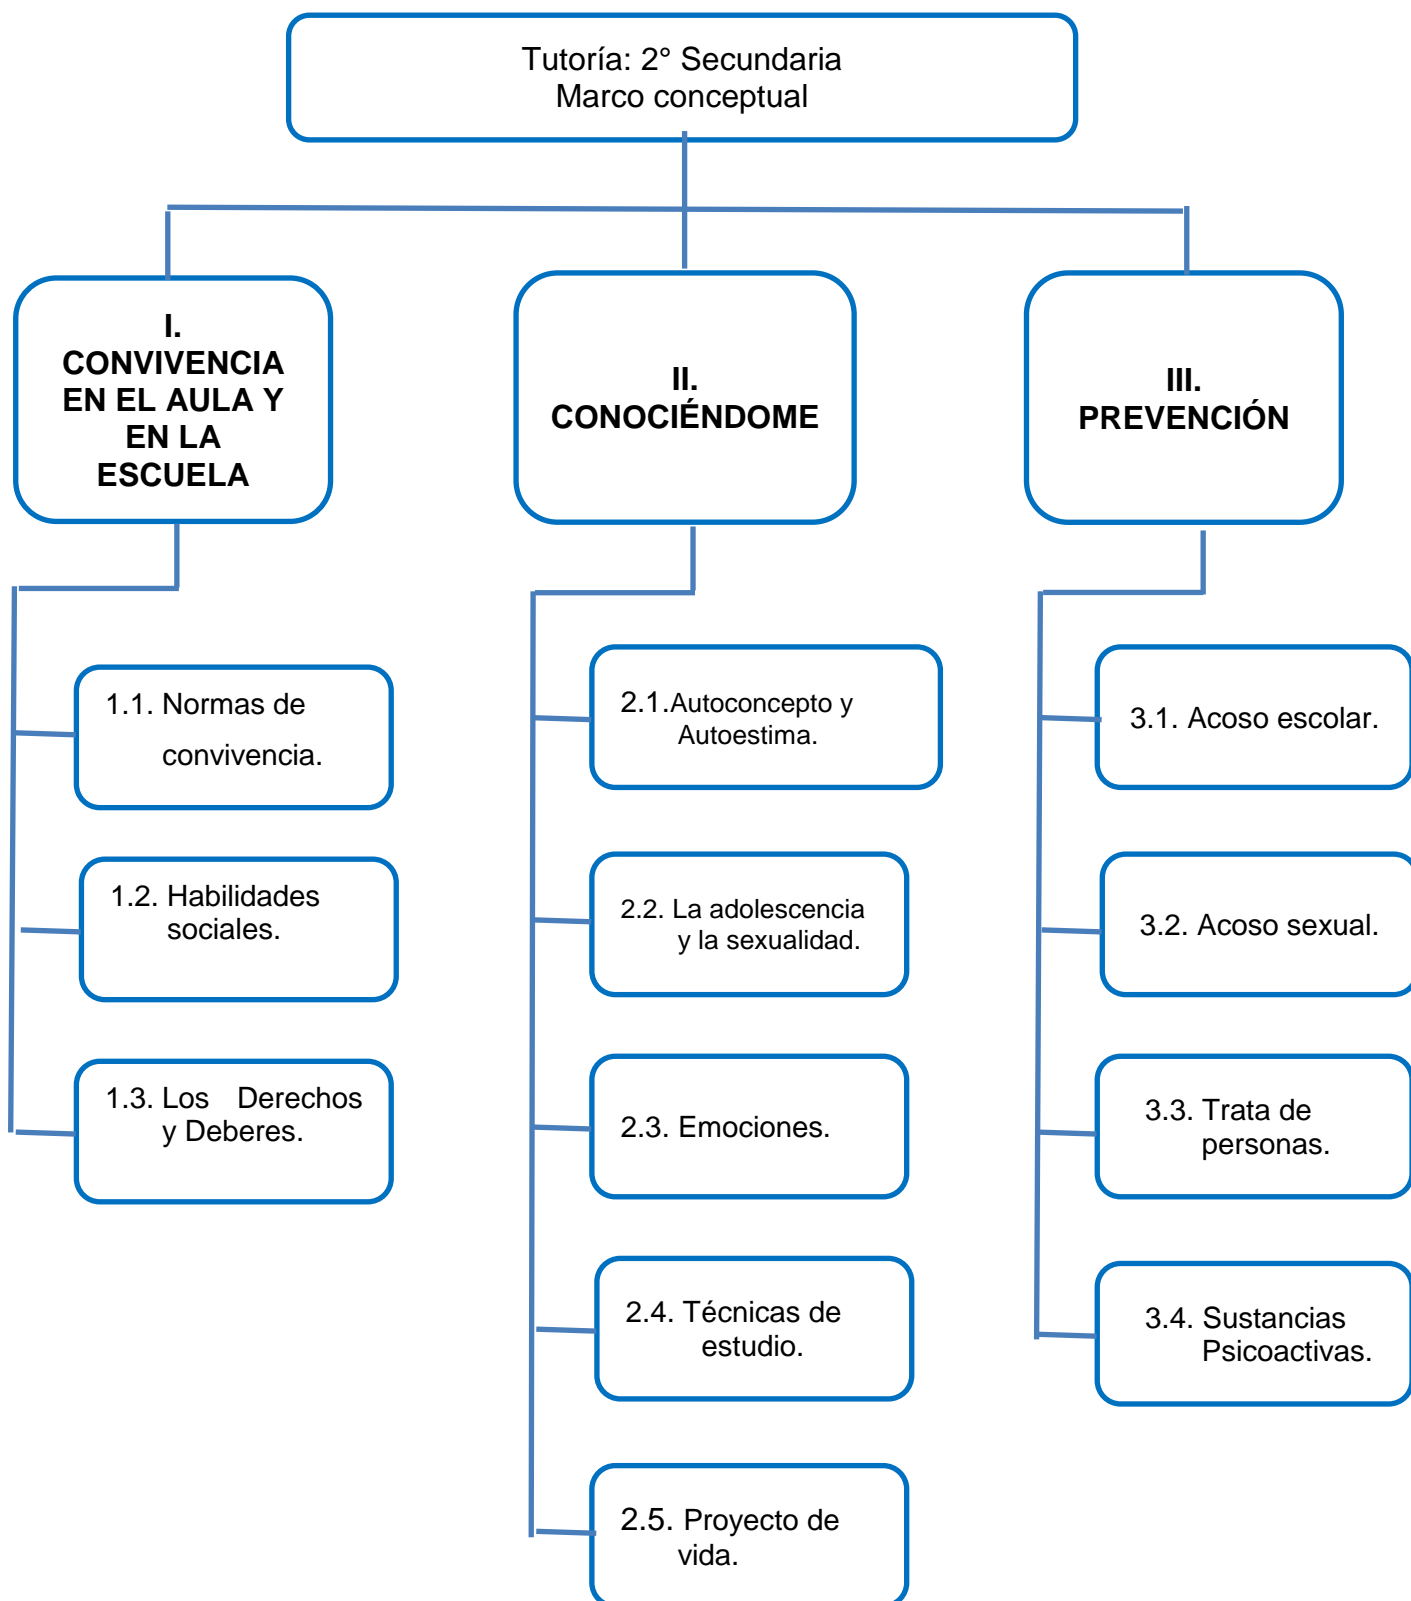 Tutoría: 2° Secundaria
Marco conceptual
I.
CONVIVENCIA
EN EL AULA Y
EN LA
ESCUELA
II.
CONOCIÉNDOME
III.
PREVENCIÓN
1.1. Normas de
convivencia.
1.2. Habilidades
sociales.
1.3. Los Derechos
y Deberes.
2.1.Autoconcepto y
Autoestima.
2.2. La adolescencia
y la sexualidad.
2.3. Emociones.
2.4. Técnicas de
estudio.
2.5. Proyecto de
vida.
3.1. Acoso escolar.
3.2. Acoso sexual.
3.3. Trata de
personas.
3.4. Sustancias
Psicoactivas.